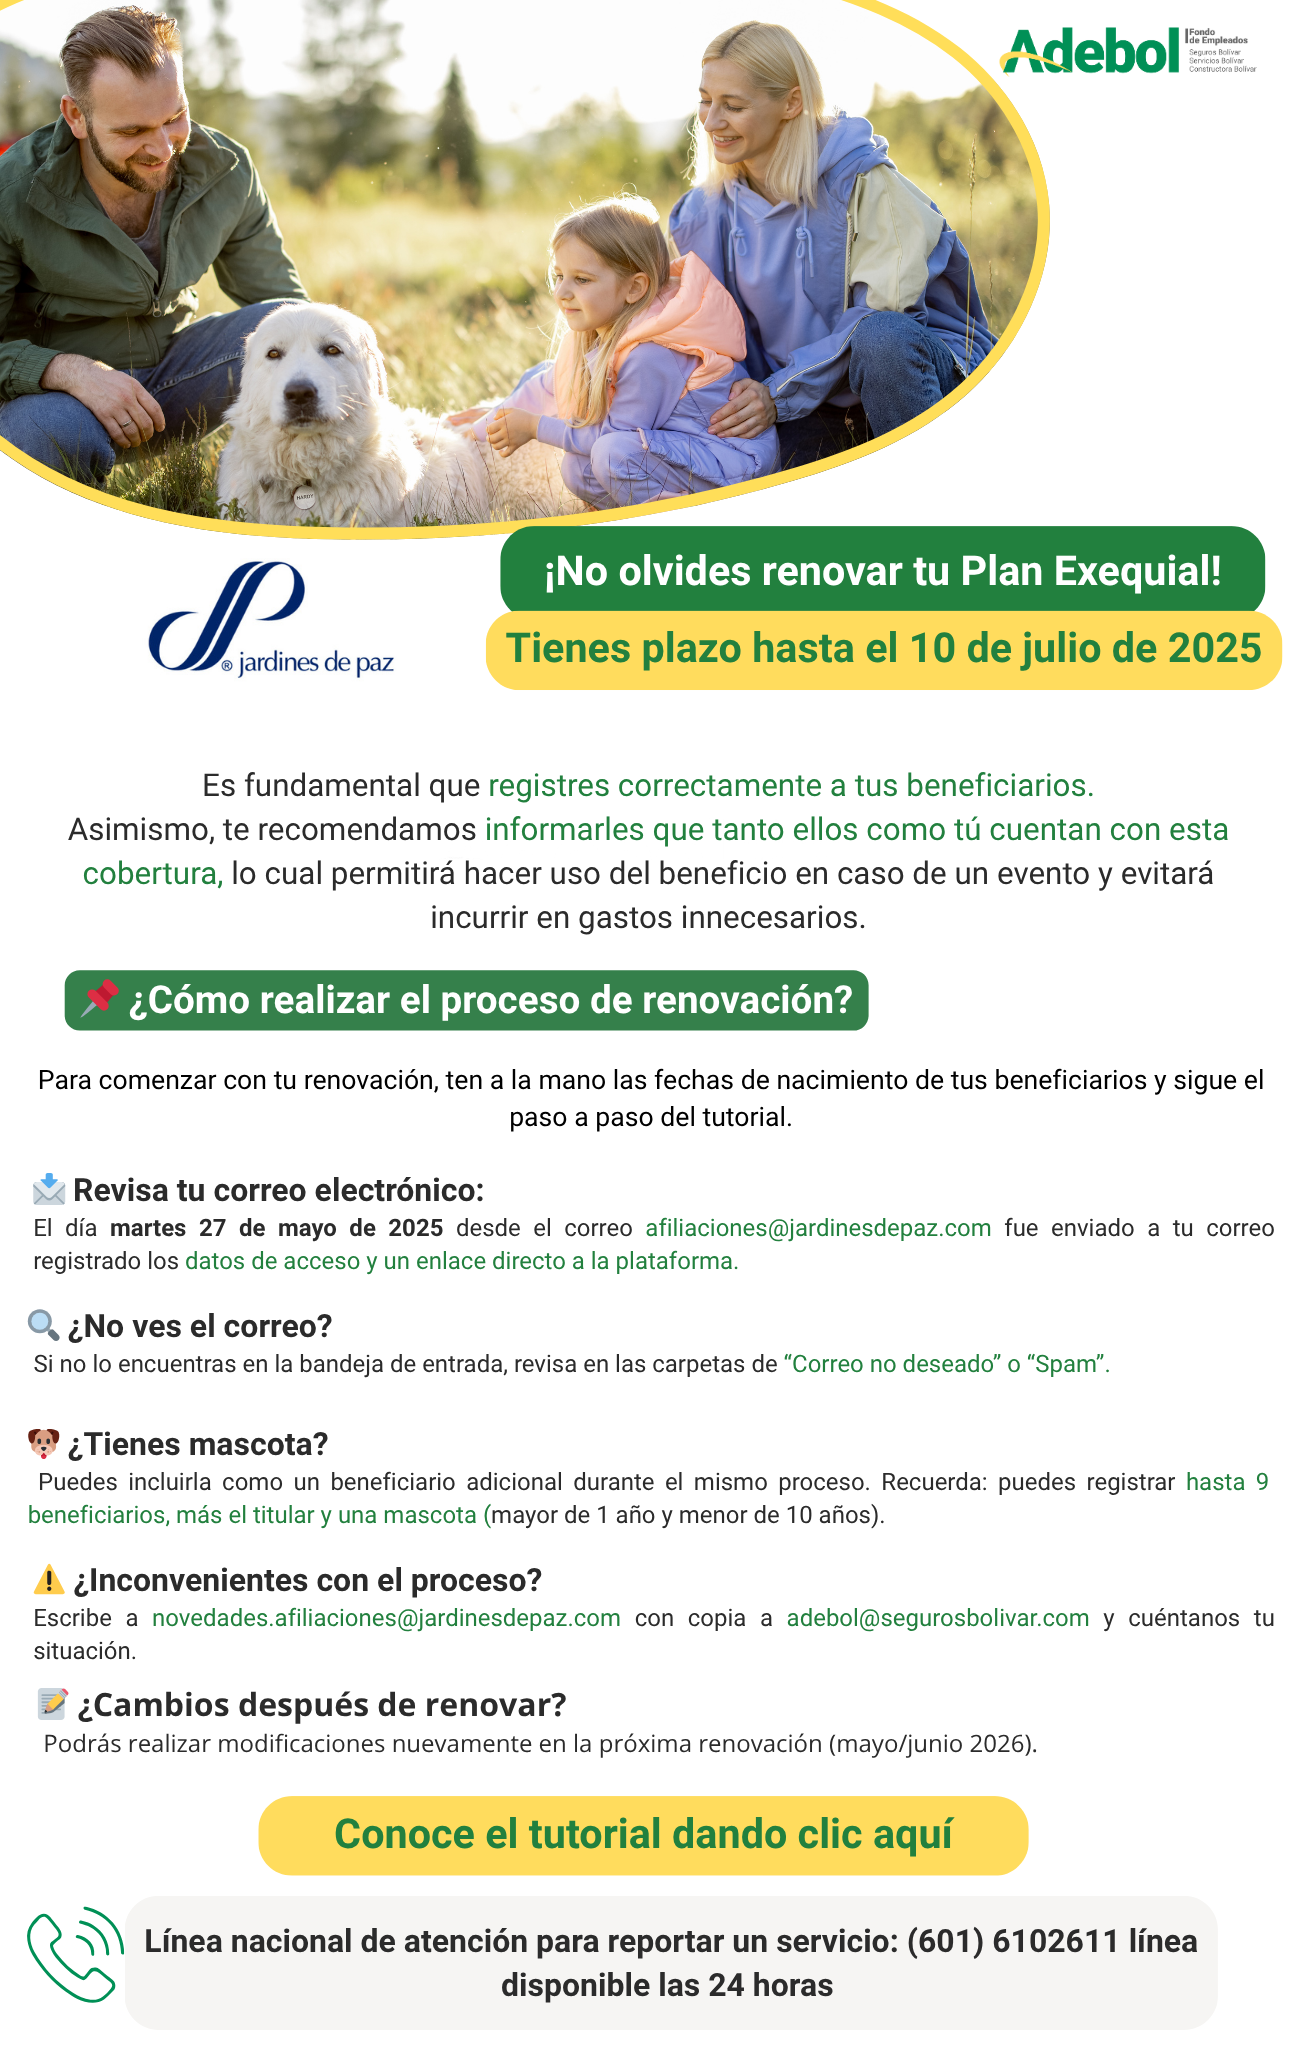 Adebol
Fondo
de Empleados
Seguros Bolívar
Servicios Bolívar
Constructora Bolívar
HARDY
¡No olvides renovar tu Plan Exequial!
Tienes plazo hasta el 10 de julio de 2025
® jardines de paz
Es fundamental que registres correctamente a tus beneficiarios.
Asimismo, te recomendamos informarles que tanto ellos como tú cuentan con esta
cobertura, lo cual permitirá hacer uso del beneficio en caso de un evento y evitará
incurrir en gastos innecesarios.
📌 ¿Cómo realizar el proceso de renovación?
Para comenzar con tu renovación, ten a la mano las fechas de nacimiento de tus beneficiarios y sigue el
paso a paso del tutorial.
📩 Revisa tu correo electrónico:
El día martes 27 de mayo de 2025 desde el correo afiliaciones@jardinesdepaz.com fue enviado a tu correo
registrado los datos de acceso y un enlace directo a la plataforma.
🔍 ¿No ves el correo?
Si no lo encuentras en la bandeja de entrada, revisa en las carpetas de “Correo no deseado” o “Spam”.
🐶 ¿Tienes mascota?
Puedes incluirla como un beneficiario adicional durante el mismo proceso. Recuerda: puedes registrar hasta 9
beneficiarios, más el titular y una mascota (mayor de 1 año y menor de 10 años).
⚠️ ¿Inconvenientes con el proceso?
Escribe a novedades.afiliaciones@jardinesdepaz.com con copia a adebol@segurosbolivar.com y cuéntanos tu
situación.
📝 ¿Cambios después de renovar?
Podrás realizar modificaciones nuevamente en la próxima renovación (mayo/junio 2026).
Conoce el tutorial dando clic aquí
Línea nacional de atención para reportar un servicio: (601) 6102611 línea
disponible las 24 horas